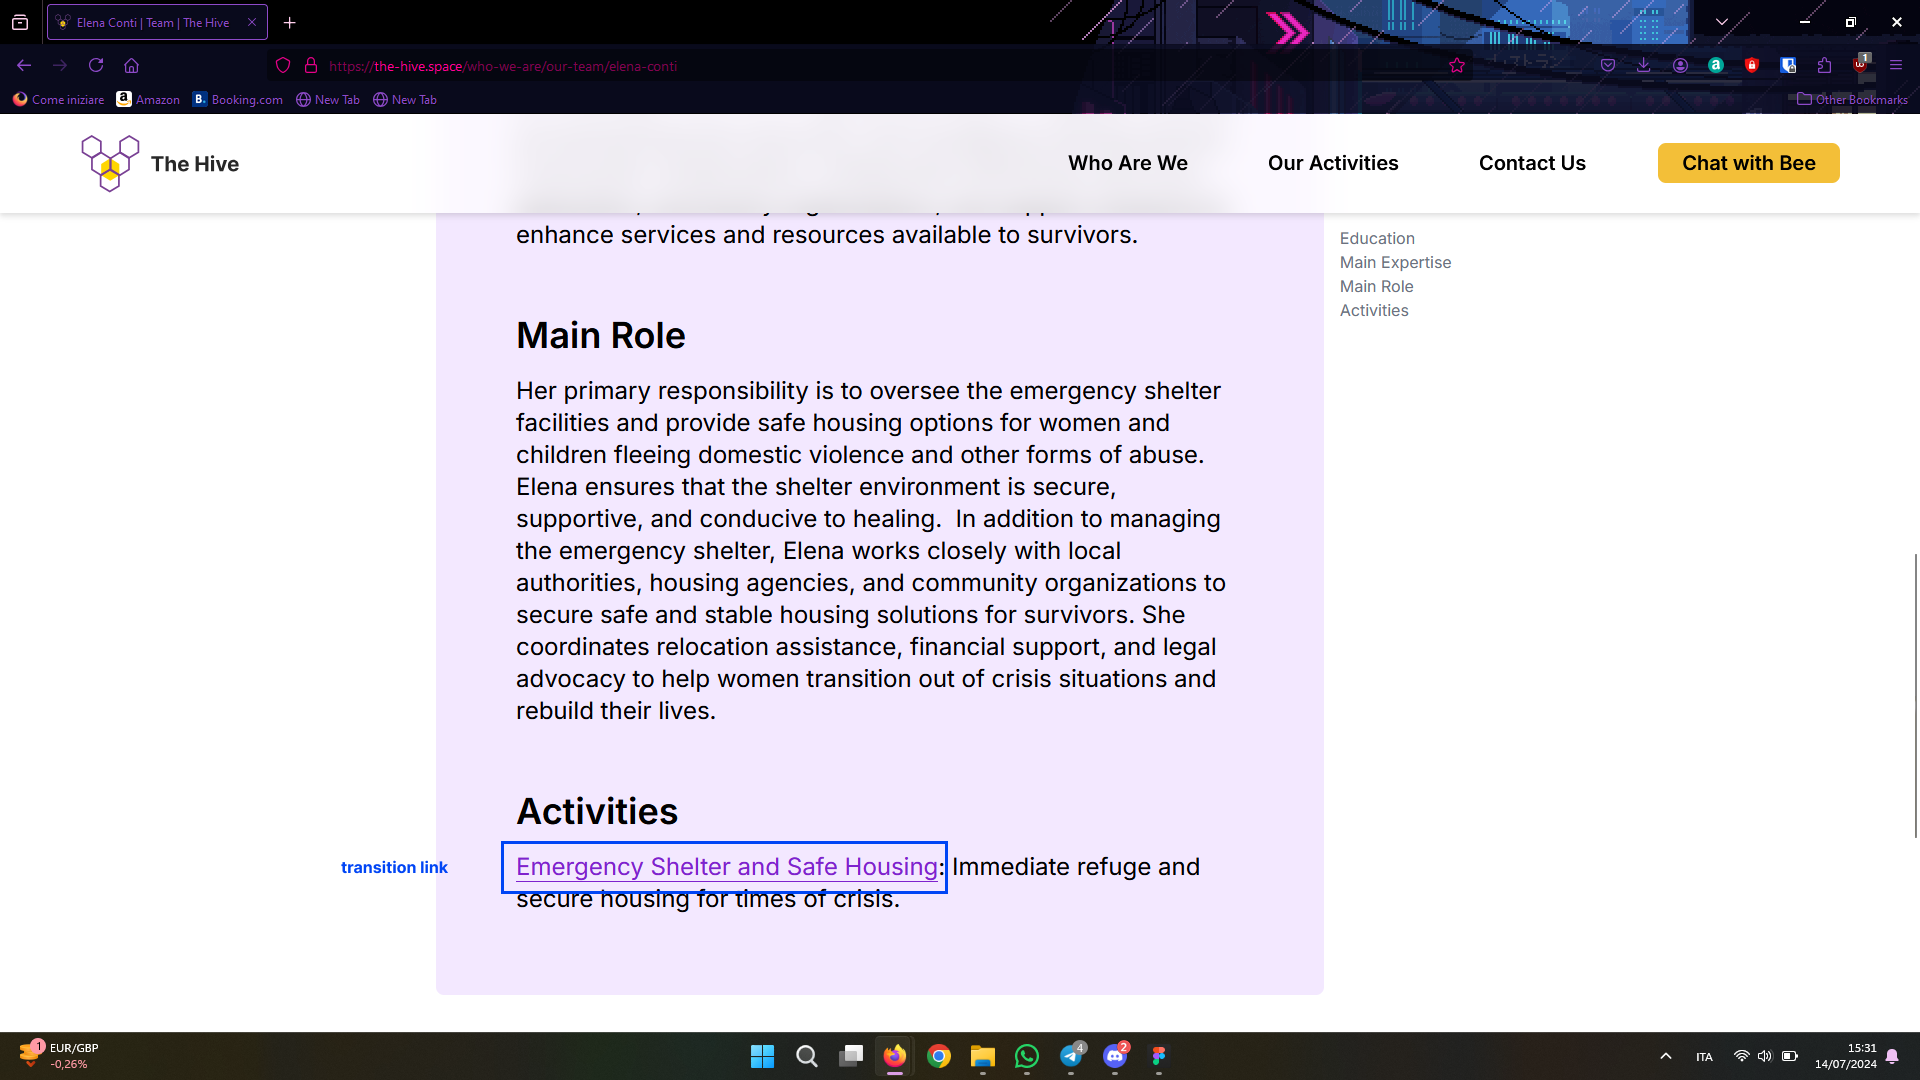 Elena Conti | Team | The Hive
https://the-hive.space/who-we-are/our-team/elena-conti
1
Come iniziare
Amazon
Booking.com
New Tab
New Tab
Other Bookmarks
The Hive
Who Are We
Our Activities
Contact Us
Chat with Bee
enhance services and resources available to survivors.
Education
Main Expertise
Main Role
Activities
Main Role
Her primary responsibility is to oversee the emergency shelter
facilities and provide safe housing options for women and
children fleeing domestic violence and other forms of abuse.
Elena ensures that the shelter environment is secure,
supportive, and conducive to healing.  In addition to managing
the emergency shelter, Elena works closely with local
authorities, housing agencies, and community organizations to
secure safe and stable housing solutions for survivors. She
coordinates relocation assistance, financial support, and legal
advocacy to help women transition out of crisis situations and
rebuild their lives.
Activities
transition link
Emergency Shelter and Safe Housing: Immediate refuge and
secure housing for times of crisis.
1
EUR/GBP
-0,26%
4
2
ITA
15:31
14/07/2024